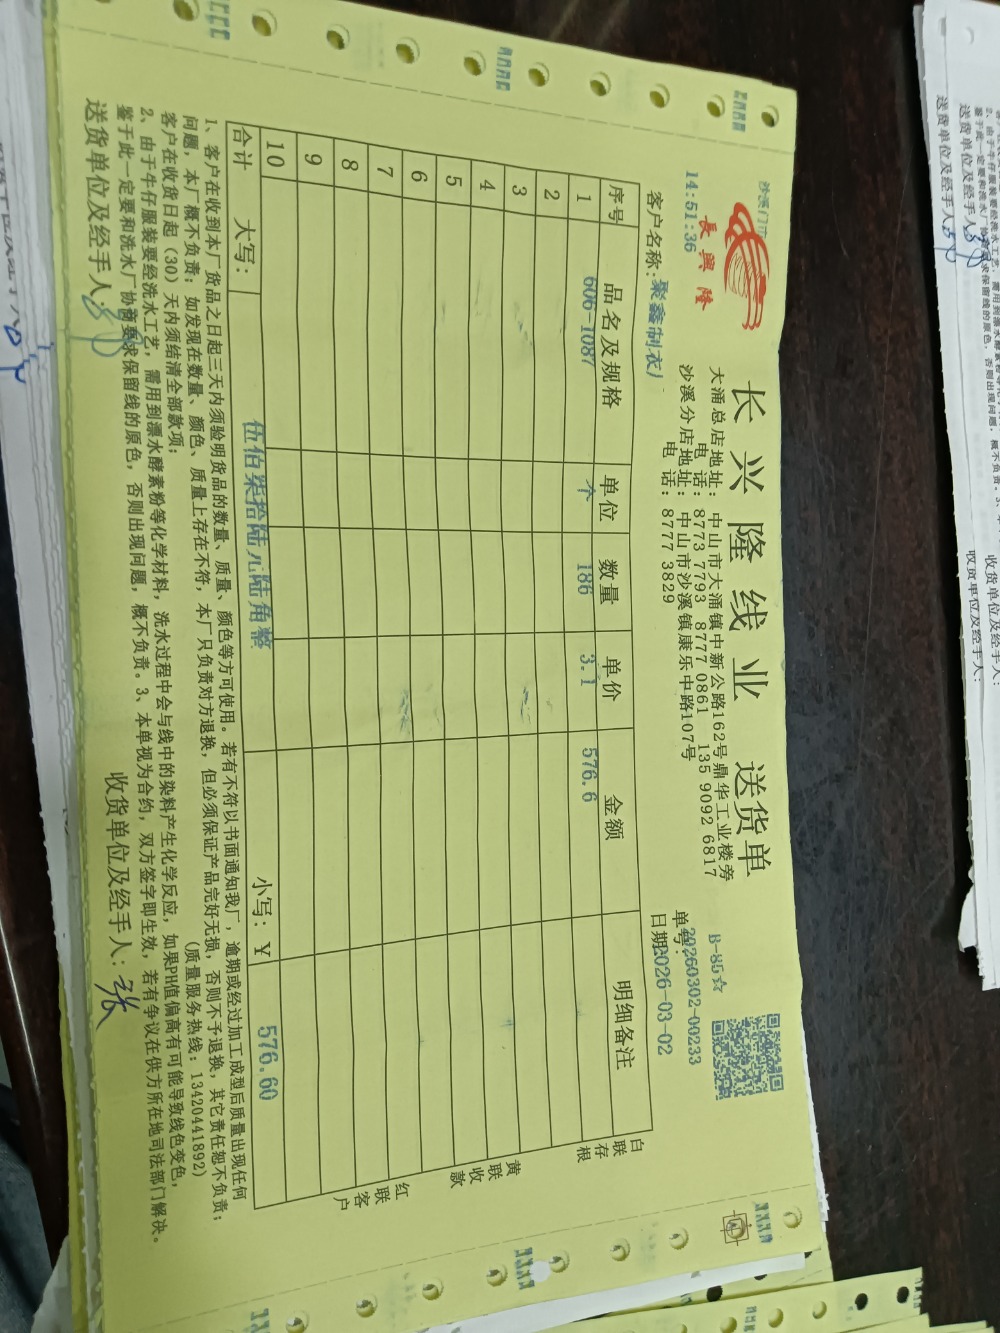 沙溪门市
14:51:36
長興隆
长兴隆线业 送货单
B-85☆
大涌总店地址：中山市大涌镇中新公路162号鼎华工业楼旁
电 话：8773 7793 8777 0861 135 9092 6817
沙溪分店地址：中山市沙溪镇康乐中路107号
电 话：8777 3829
单号：20260302-00233
客户名称：聚鑫制衣厂
日期：2026-03-02
序号 品名及规格 单位 数量 单价 金额 明细备注
1 606-1087 个 186 3.1 576.6
2
3
4
5
6
7
8
9
10
合计 大写： 伍佰柒拾陆元陆角整 小写：￥ 576.60
白联存根
黄联收款
红联客户
1、客户在收到本厂货品之日起三天内须验明货品的数量、质量、颜色等方可使用。若有不符以书面通知我厂，逾期或经过加工成型后质量出现任何
问题，本厂概不负责；如发现在数量、颜色、质量上存在不符，本厂只负责对方退换，但必须保证产品完好无损，否则不予退换，其它责任恕不负责；
客户在收货日起（30）天内须结清全部款项； （质量服务热线：13420441892）
2、由于牛仔服装要经洗水工艺，需用到漂水酵素粉等化学材料，洗水过程中会与线中的染料产生化学反应，如果PH值偏高有可能导致线色变色，
鉴于此一定要和洗水厂协商要求保留线的原色，否则出现问题，概不负责。3、本单视为合约，双方签字即生效，若有争议在供方所在地司法部门解决。
送货单位及经手人： 收货单位及经手人：张